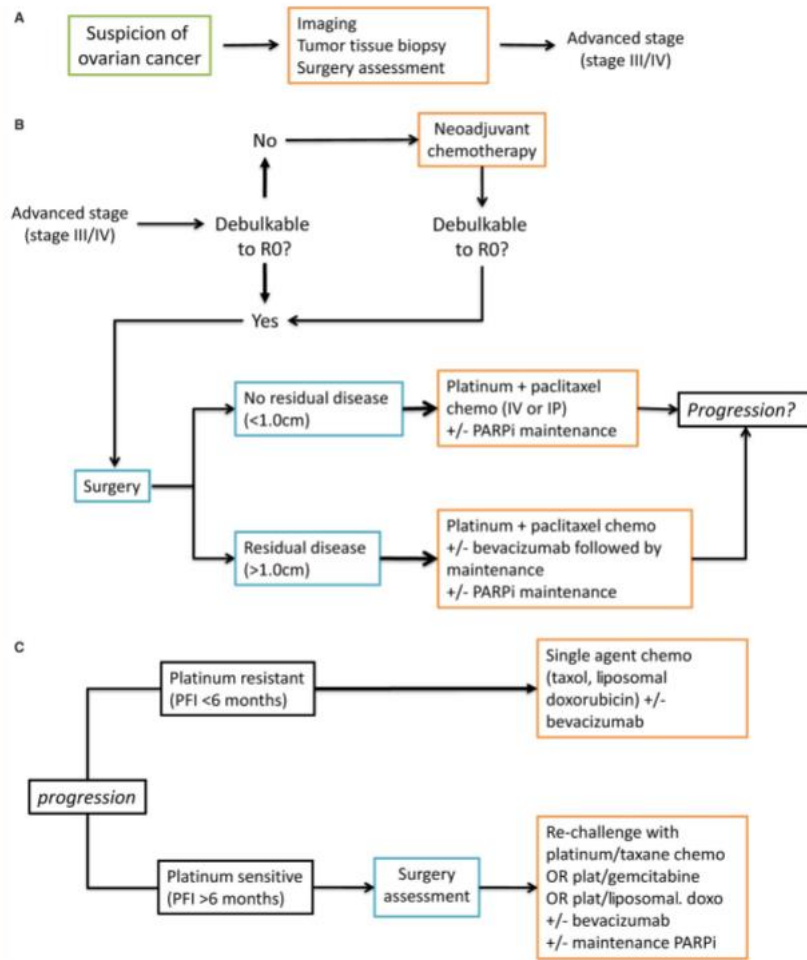 A
Suspicion of
ovarian cancer
Imaging
Tumor tissue biopsy
Surgery assessment
Advanced stage
(stage III/IV)
B
No
Neoadjuvant
chemotherapy
Advanced stage
(stage III/IV)
Debulkable
to R0?
Debulkable
to R0?
Yes
Surgery
No residual disease
(<1.0cm)
Platinum + paclitaxel
chemo (IV or IP)
+/- PARPi maintenance
Progression?
Residual disease
(>1.0cm)
Platinum + paclitaxel chemo
+/- bevacizumab followed by
maintenance
+/- PARPi maintenance
C
Platinum resistant
(PFI <6 months)
Single agent chemo
(taxol, liposomal
doxorubicin) +/-
bevacizumab
progression
Platinum sensitive
(PFI >6 months)
Surgery
assessment
Re-challenge with
platinum/taxane chemo
OR plat/gemcitabine
OR plat/liposomal. doxo
+/- bevacizumab
+/- maintenance PARPi